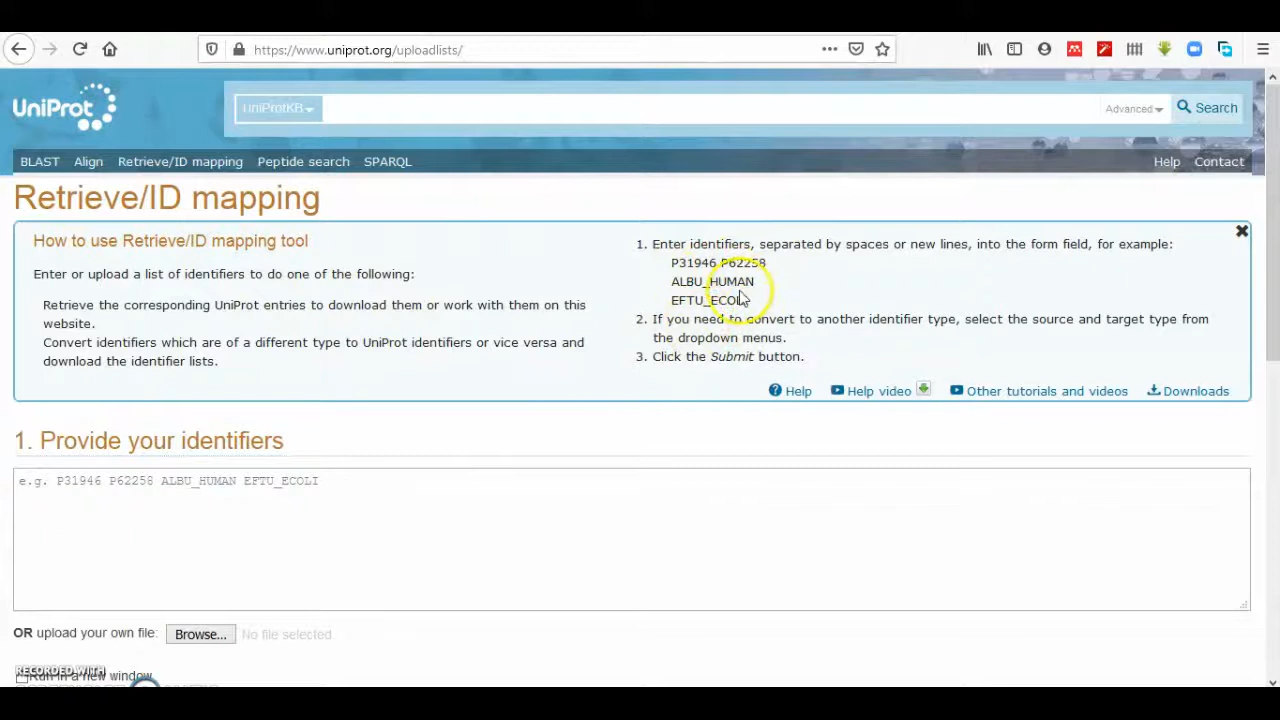 https://www.uniprot.org/uploadlists/
UniProt
UniProtKB
Advanced
Search
BLAST Align Retrieve/ID mapping Peptide search SPARQL
Help Contact
Retrieve/ID mapping
How to use Retrieve/ID mapping tool
Enter or upload a list of identifiers to do one of the following:
Retrieve the corresponding UniProt entries to download them or work with them on this
website.
Convert identifiers which are of a different type to UniProt identifiers or vice versa and
download the identifier lists.
1. Enter identifiers, separated by spaces or new lines, into the form field, for example:
P31946 P62258
ALBU_HUMAN
EFTU_ECOLI
2. If you need to convert to another identifier type, select the source and target type from
the dropdown menus.
3. Click the Submit button.
Help Help video Other tutorials and videos Downloads
1. Provide your identifiers
e.g. P31946 P62258 ALBU_HUMAN EFTU_ECOLI
OR upload your own file: Browse... No file selected
RECORDED WITH
Run in a new window